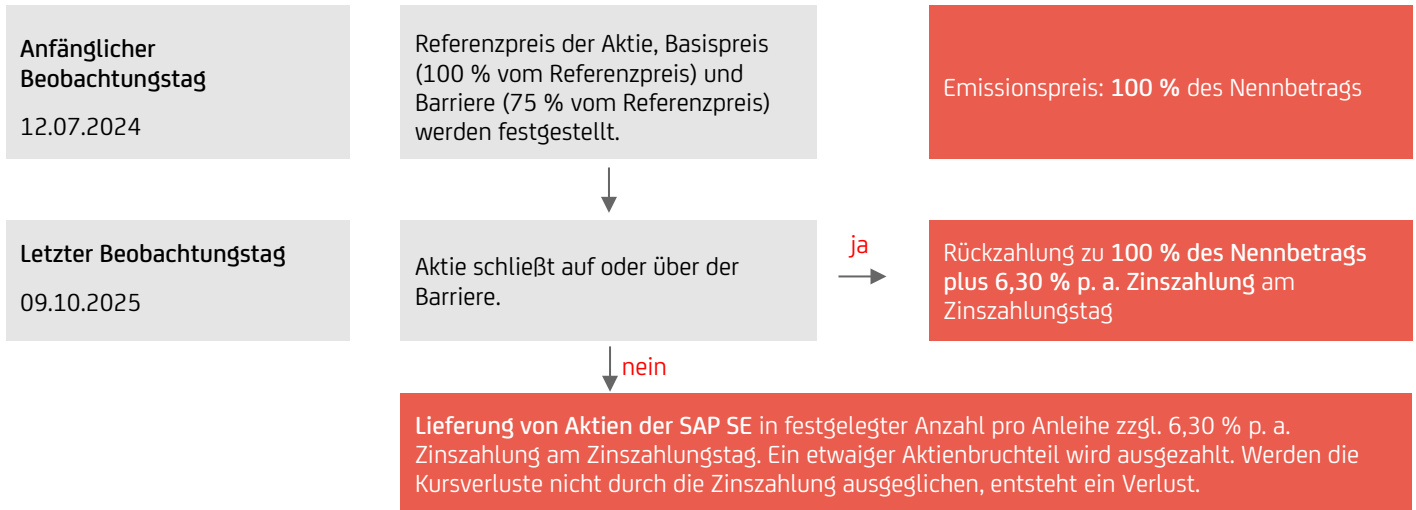 Anfänglicher
Beobachtungstag
12.07.2024
Referenzpreis der Aktie, Basispreis
(100 % vom Referenzpreis) und
Barriere (75 % vom Referenzpreis)
werden festgestellt.
Emissionspreis: 100 % des Nennbetrags
Letzter Beobachtungstag
09.10.2025
Aktie schließt auf oder über der
Barriere.
ja
Rückzahlung zu 100 % des Nennbetrags
plus 6,30 % p. a. Zinszahlung am
Zinszahlungstag
nein
Lieferung von Aktien der SAP SE in festgelegter Anzahl pro Anleihe zzgl. 6,30 % p. a.
Zinszahlung am Zinszahlungstag. Ein etwaiger Aktienbruchteil wird ausgezahlt. Werden die
Kursverluste nicht durch die Zinszahlung ausgeglichen, entsteht ein Verlust.